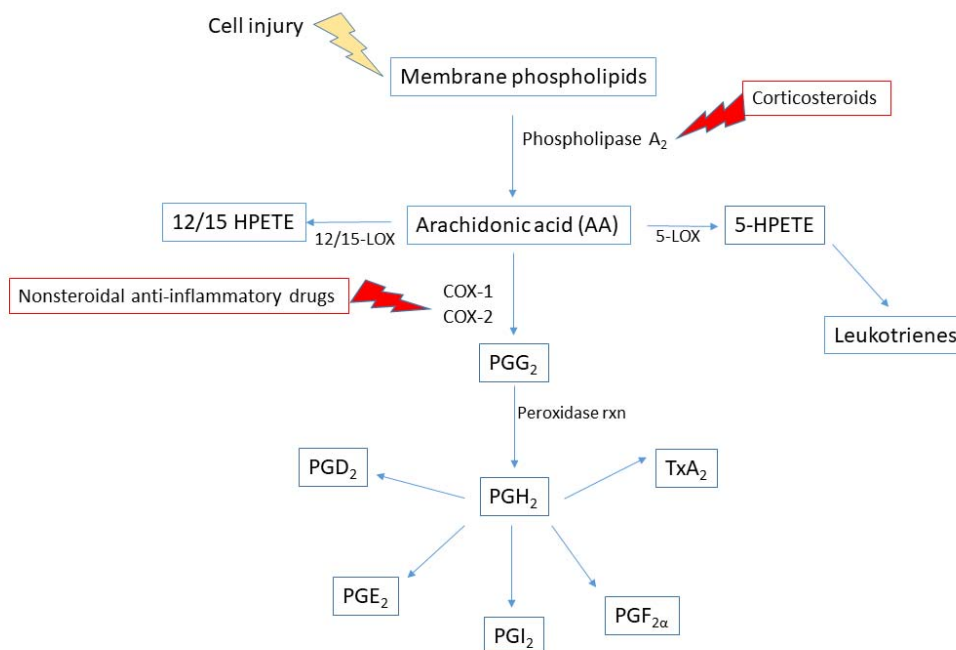 Cell injury
Membrane phospholipids
Corticosteroids
Phospholipase A₂
12/15 HPETE
12/15-LOX
Arachidonic acid (AA)
5-LOX
5-HPETE
Nonsteroidal anti-inflammatory drugs
COX-1
COX-2
Leukotrienes
PGG₂
Peroxidase rxn
PGD₂
PGH₂
TxA₂
PGE₂
PGI₂
PGF₂α